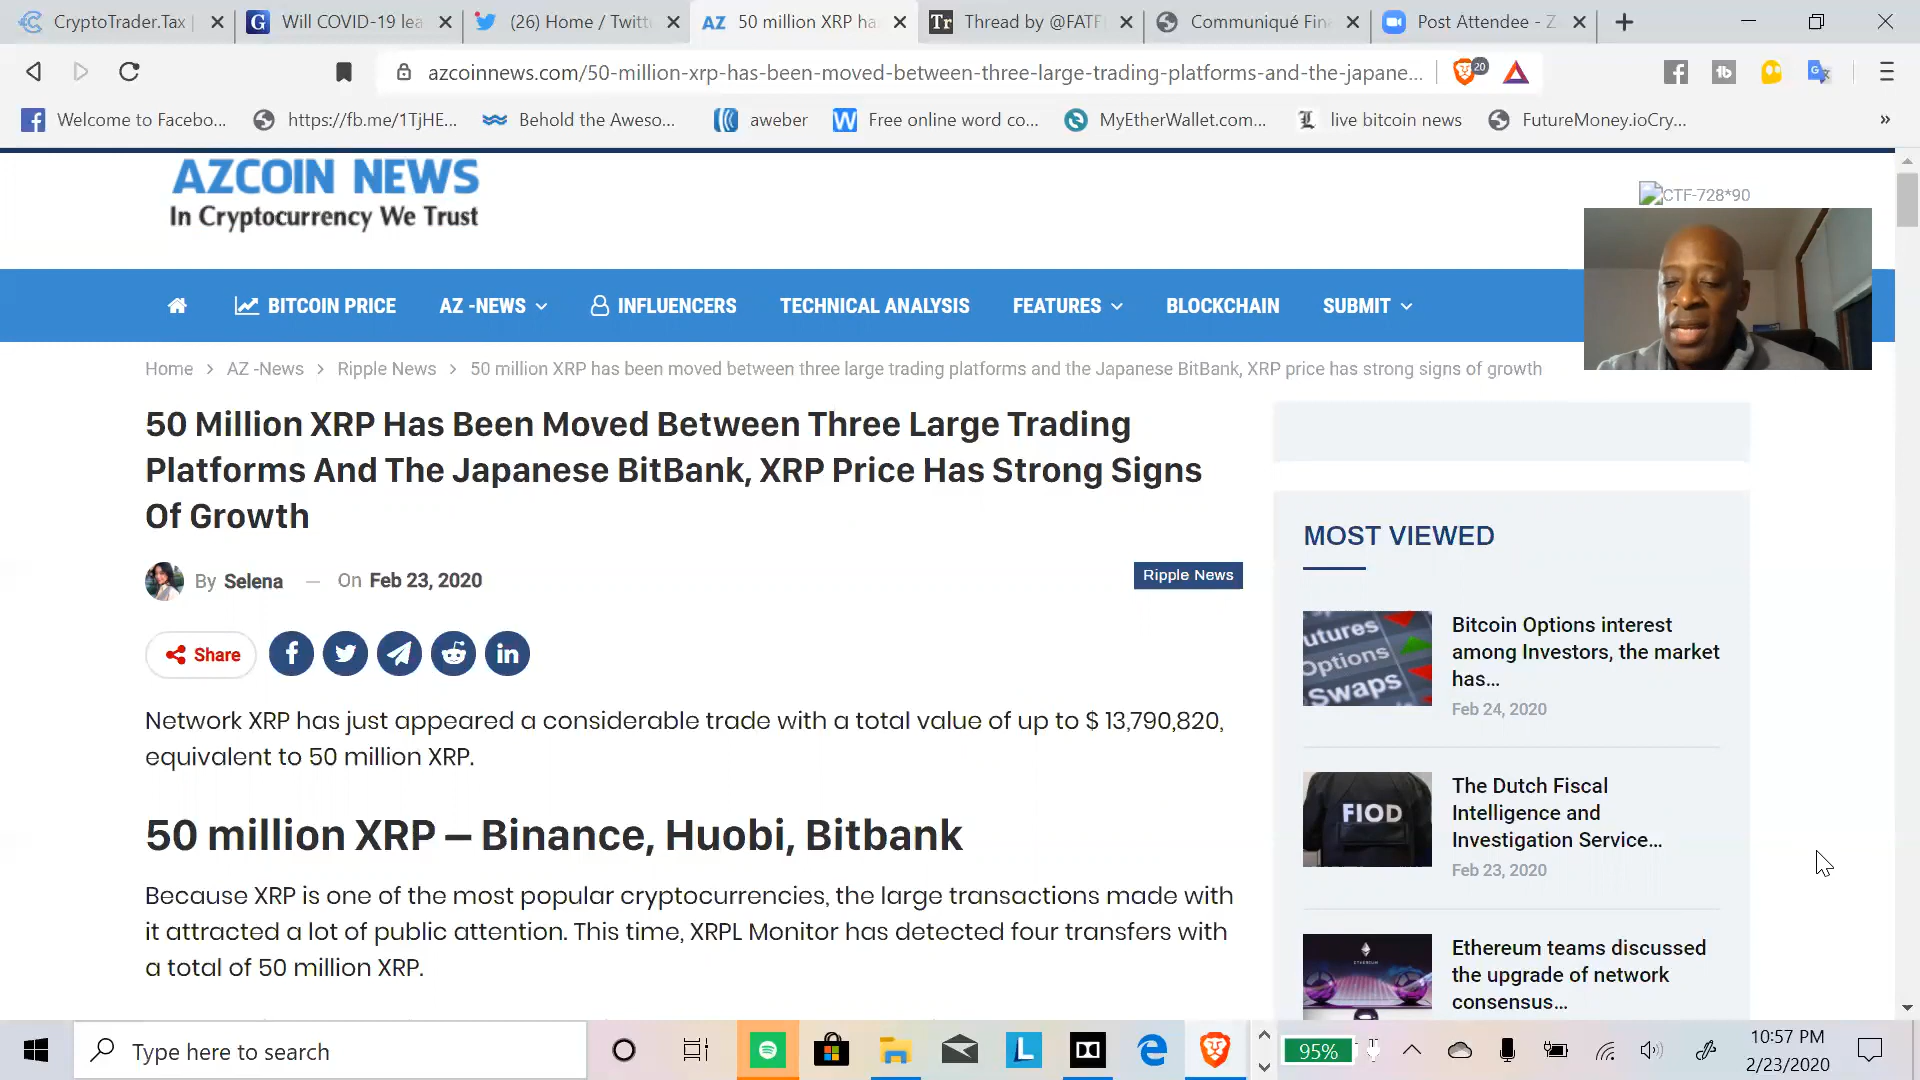 CryptoTrader.Tax
Will COVID-19 lea
(26) Home / Twitt
AZ 50 million XRP ha
Tr Thread by @FATF
Communiqué Fin
Post Attendee - Z
azcoinnews.com/50-million-xrp-has-been-moved-between-three-large-trading-platforms-and-the-japane...
20
Welcome to Facebo...
https://fb.me/1TjHE...
Behold the Aweso...
aweber
Free online word co...
MyEtherWallet.com...
live bitcoin news
FutureMoney.ioCry...
»
AZCOIN NEWS
In Cryptocurrency We Trust
CTF-728*90
BITCOIN PRICE
AZ -NEWS
INFLUENCERS
TECHNICAL ANALYSIS
FEATURES
BLOCKCHAIN
SUBMIT
Home > AZ -News > Ripple News > 50 million XRP has been moved between three large trading platforms and the Japanese BitBank, XRP price has strong signs of growth
50 Million XRP Has Been Moved Between Three Large Trading
Platforms And The Japanese BitBank, XRP Price Has Strong Signs
Of Growth
By Selena — On Feb 23, 2020
Ripple News
Share
Network XRP has just appeared a considerable trade with a total value of up to $ 13,790,820,
equivalent to 50 million XRP.
50 million XRP – Binance, Huobi, Bitbank
Because XRP is one of the most popular cryptocurrencies, the large transactions made with
it attracted a lot of public attention. This time, XRPL Monitor has detected four transfers with
a total of 50 million XRP.
MOST VIEWED
utures
Options
Swaps
Bitcoin Options interest
among Investors, the market
has...
Feb 24, 2020
FIOD
The Dutch Fiscal
Intelligence and
Investigation Service...
Feb 23, 2020
Ethereum teams discussed
the upgrade of network
consensus...
Type here to search
95%
10:57 PM
2/23/2020